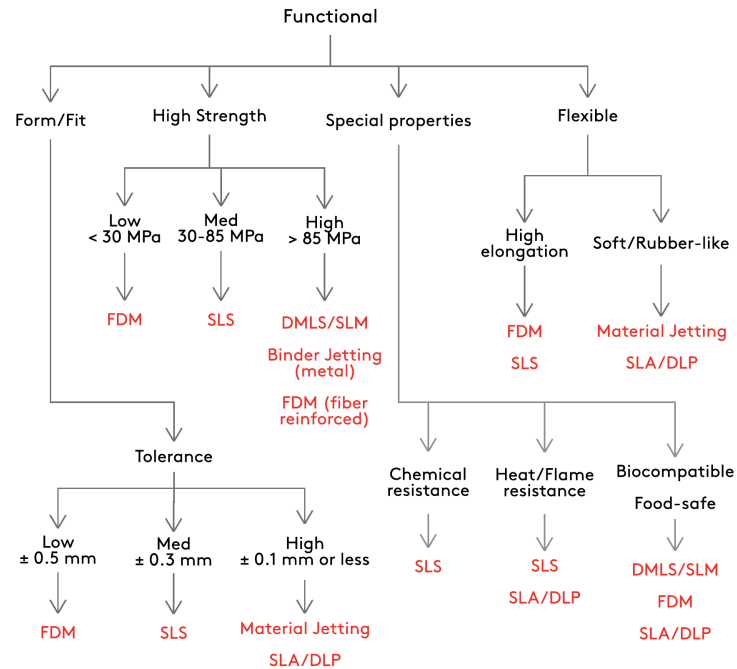 Functional
Form/Fit
High Strength
Special properties
Flexible
Low
< 30 MPa
Med
30-85 MPa
High
> 85 MPa
High
elongation
Soft/Rubber-like
FDM
SLS
DMLS/SLM
Binder Jetting
(metal)
FDM (fiber
reinforced)
FDM
SLS
Material Jetting
SLA/DLP
Tolerance
Chemical
resistance
Heat/Flame
resistance
Biocompatible
Food-safe
Low
± 0.5 mm
Med
± 0.3 mm
High
± 0.1 mm or less
SLS
SLS
SLA/DLP
DMLS/SLM
FDM
SLA/DLP
FDM
SLS
Material Jetting
SLA/DLP